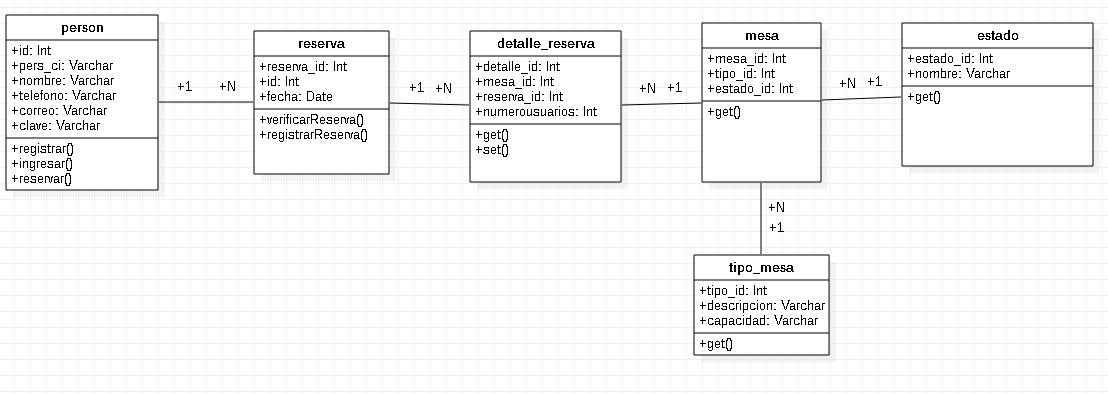 person
+id: Int
+pers_ci: Varchar
+nombre: Varchar
+telefono: Varchar
+correo: Varchar
+clave: Varchar
+registrar()
+ingresar()
+reservar()
+1
+N
reserva
+reserva_id: Int
+id: Int
+fecha: Date
+verificarReserva()
+registrarReserva()
+1
+N
detalle_reserva
+detalle_id: Int
+mesa_id: Int
+reserva_id: Int
+numerousuarios: Int
+get()
+set()
+N
+1
mesa
+mesa_id: Int
+tipo_id: Int
+estado_id: Int
+get()
+N
+1
estado
+estado_id: Int
+nombre: Varchar
+get()
+N
+1
tipo_mesa
+tipo_id: Int
+descripcion: Varchar
+capacidad: Varchar
+get()